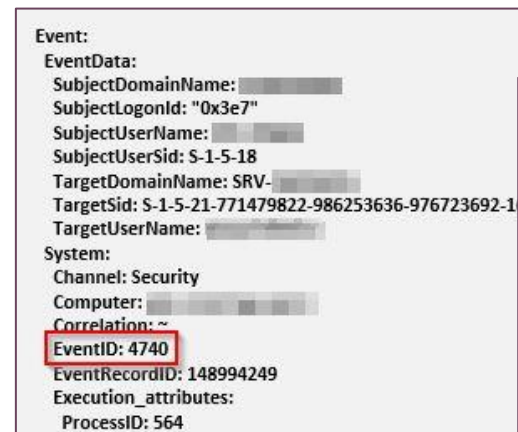 Event:
EventData:
SubjectDomainName:
SubjectLogonId: "0x3e7"
SubjectUserName:
SubjectUserSid: S-1-5-18
TargetDomainName: SRV-
TargetSid: S-1-5-21-771479822-986253636-976723692-1
TargetUserName:
System:
Channel: Security
Computer:
Correlation: ~
EventID: 4740
EventRecordID: 148994249
Execution_attributes:
ProcessID: 564